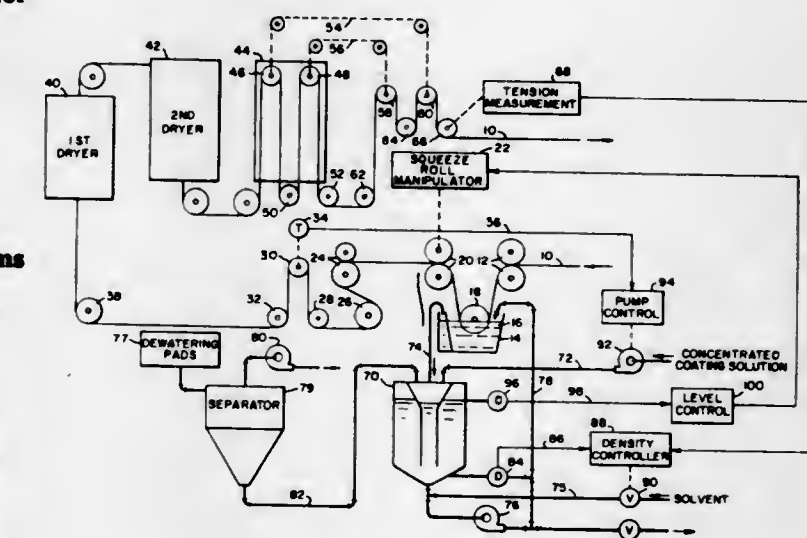 54
42
44
56
88
40
46
48
TENSION
MEASUREMENT
2ND
DRYER
1ST
DRYER
58
60
64
66
10
22
SQUEEZE
ROLL
MANIPULATOR
52
62
50
34
T
36
30
24
20
12
10
ms
94
PUMP
CONTROL
38
32
28
26
18
16
14
77
DEWATERING
PADS
80
74
92
CONCENTRATED
COATING SOLUTION
72
79
SEPARATOR
70
78
96
C
98
100
LEVEL
CONTROL
88
DENSITY
CONTROLLER
86
84
D
82
75
90
V
SOLVENT
76
V